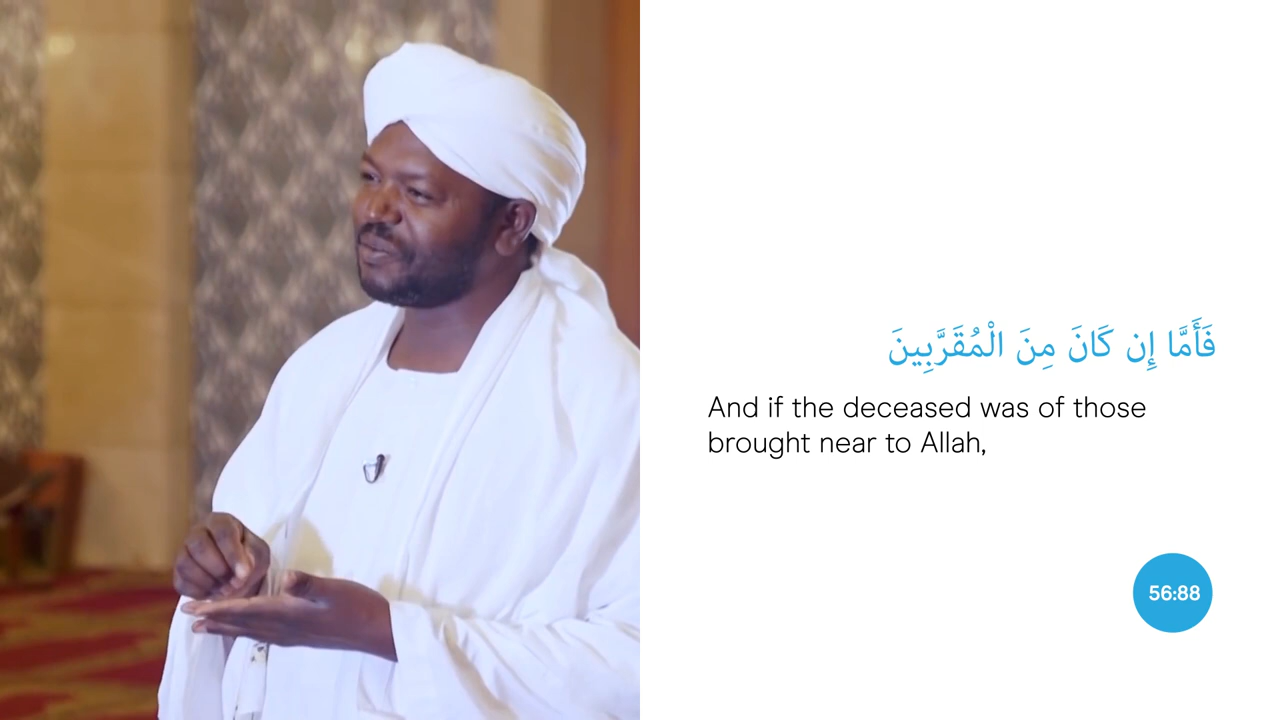 فَأَمَّا إِن كَانَ مِنَ الْمُقَرَّبِينَ
And if the deceased was of those
brought near to Allah,
56:88